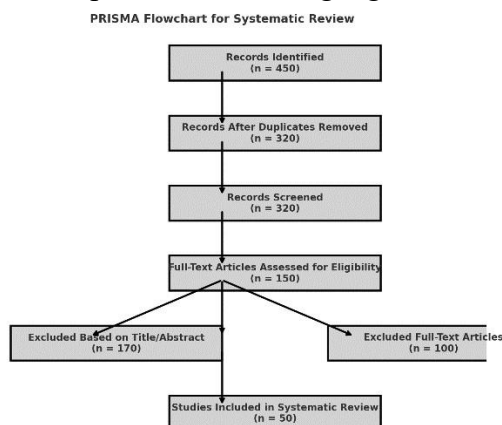 PRISMA Flowchart for Systematic Review
Records Identified
(n = 450)
Records After Duplicates Removed
(n = 320)
Records Screened
(n = 320)
Full-Text Articles Assessed for Eligibility
(n = 150)
Excluded Based on Title/Abstract
(n = 170)
Excluded Full-Text Articles
(n = 100)
Studies Included in Systematic Review
(n = 50)